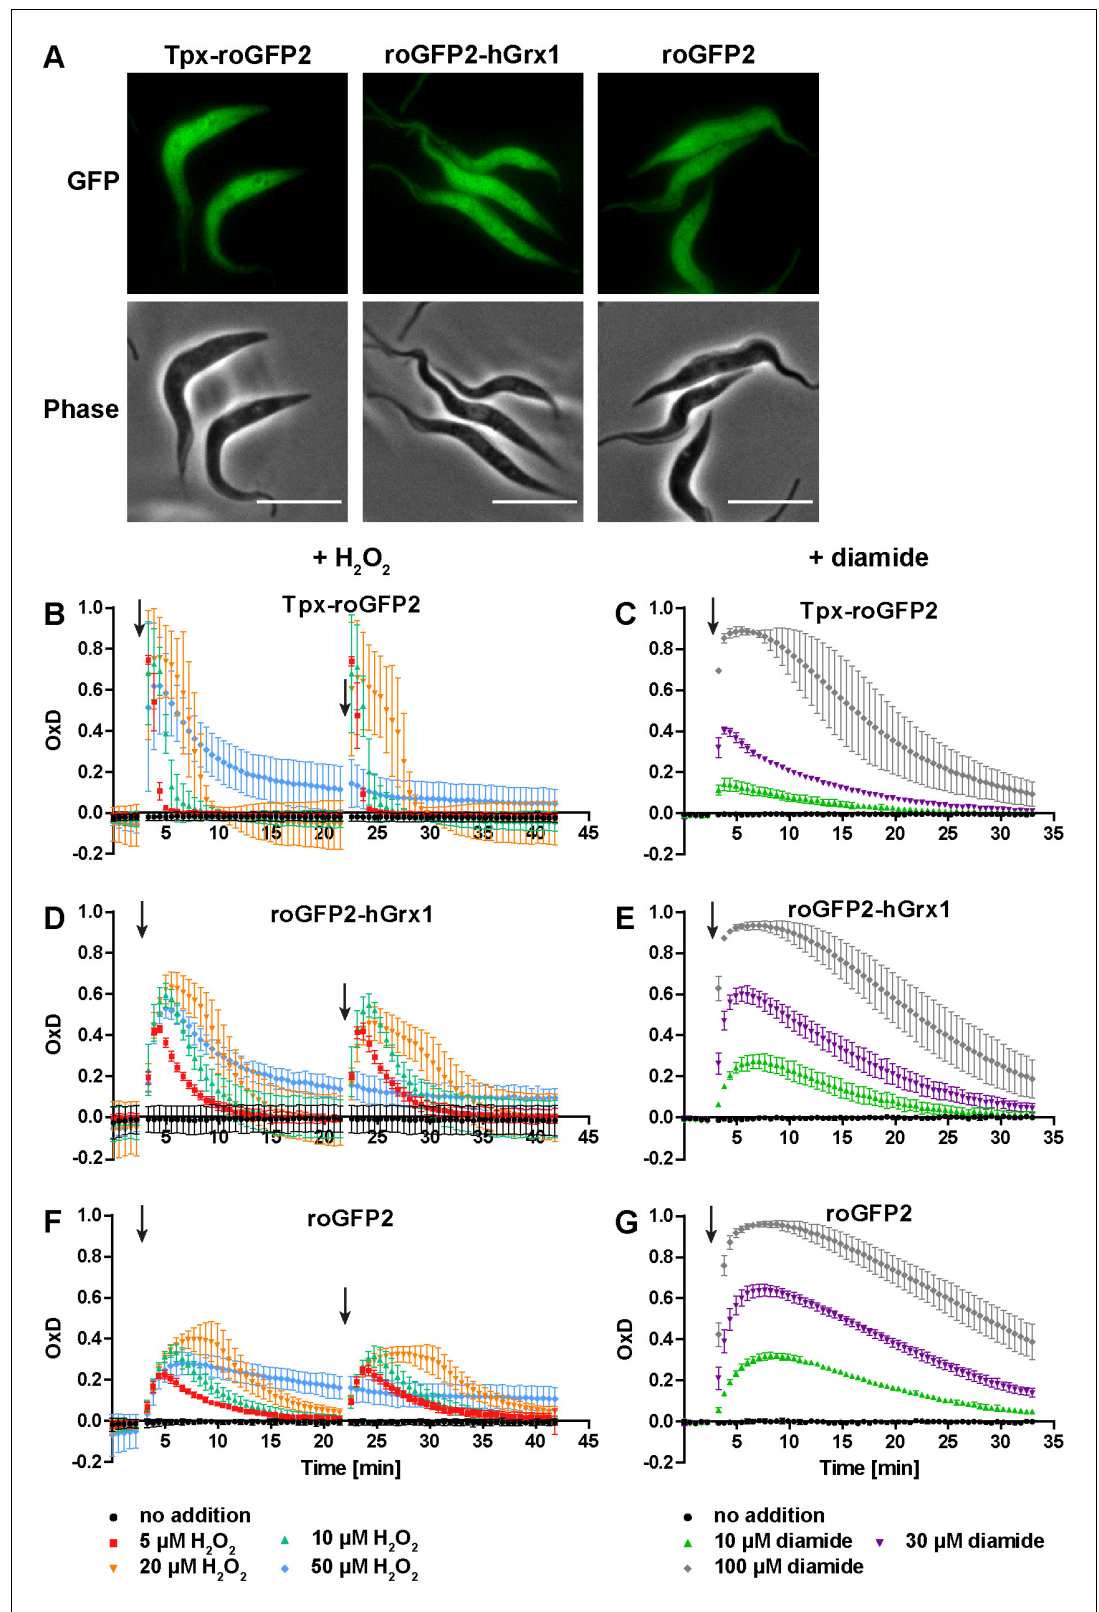 A
Tpx-roGFP2 roGFP2-hGrx1 roGFP2
GFP
Phase
+ H2O2 + diamide
B Tpx-roGFP2
OxD
1.0
0.8
0.6
0.4
0.2
0.0
-0.2
5 10 15 20 25 30 35 40 45
C Tpx-roGFP2
OxD
1.0
0.8
0.6
0.4
0.2
0.0
-0.2
5 10 15 20 25 30 35
D roGFP2-hGrx1
OxD
1.0
0.8
0.6
0.4
0.2
0.0
-0.2
5 10 15 20 25 30 35 40 45
E roGFP2-hGrx1
OxD
1.0
0.8
0.6
0.4
0.2
0.0
-0.2
5 10 15 20 25 30 35
F roGFP2
OxD
1.0
0.8
0.6
0.4
0.2
0.0
-0.2
5 10 15 20 25 30 35 40 45
Time [min]
G roGFP2
OxD
1.0
0.8
0.6
0.4
0.2
0.0
-0.2
5 10 15 20 25 30 35
Time [min]
no addition
5 µM H2O2 10 µM H2O2
20 µM H2O2 50 µM H2O2
no addition
10 µM diamide 30 µM diamide
100 µM diamide